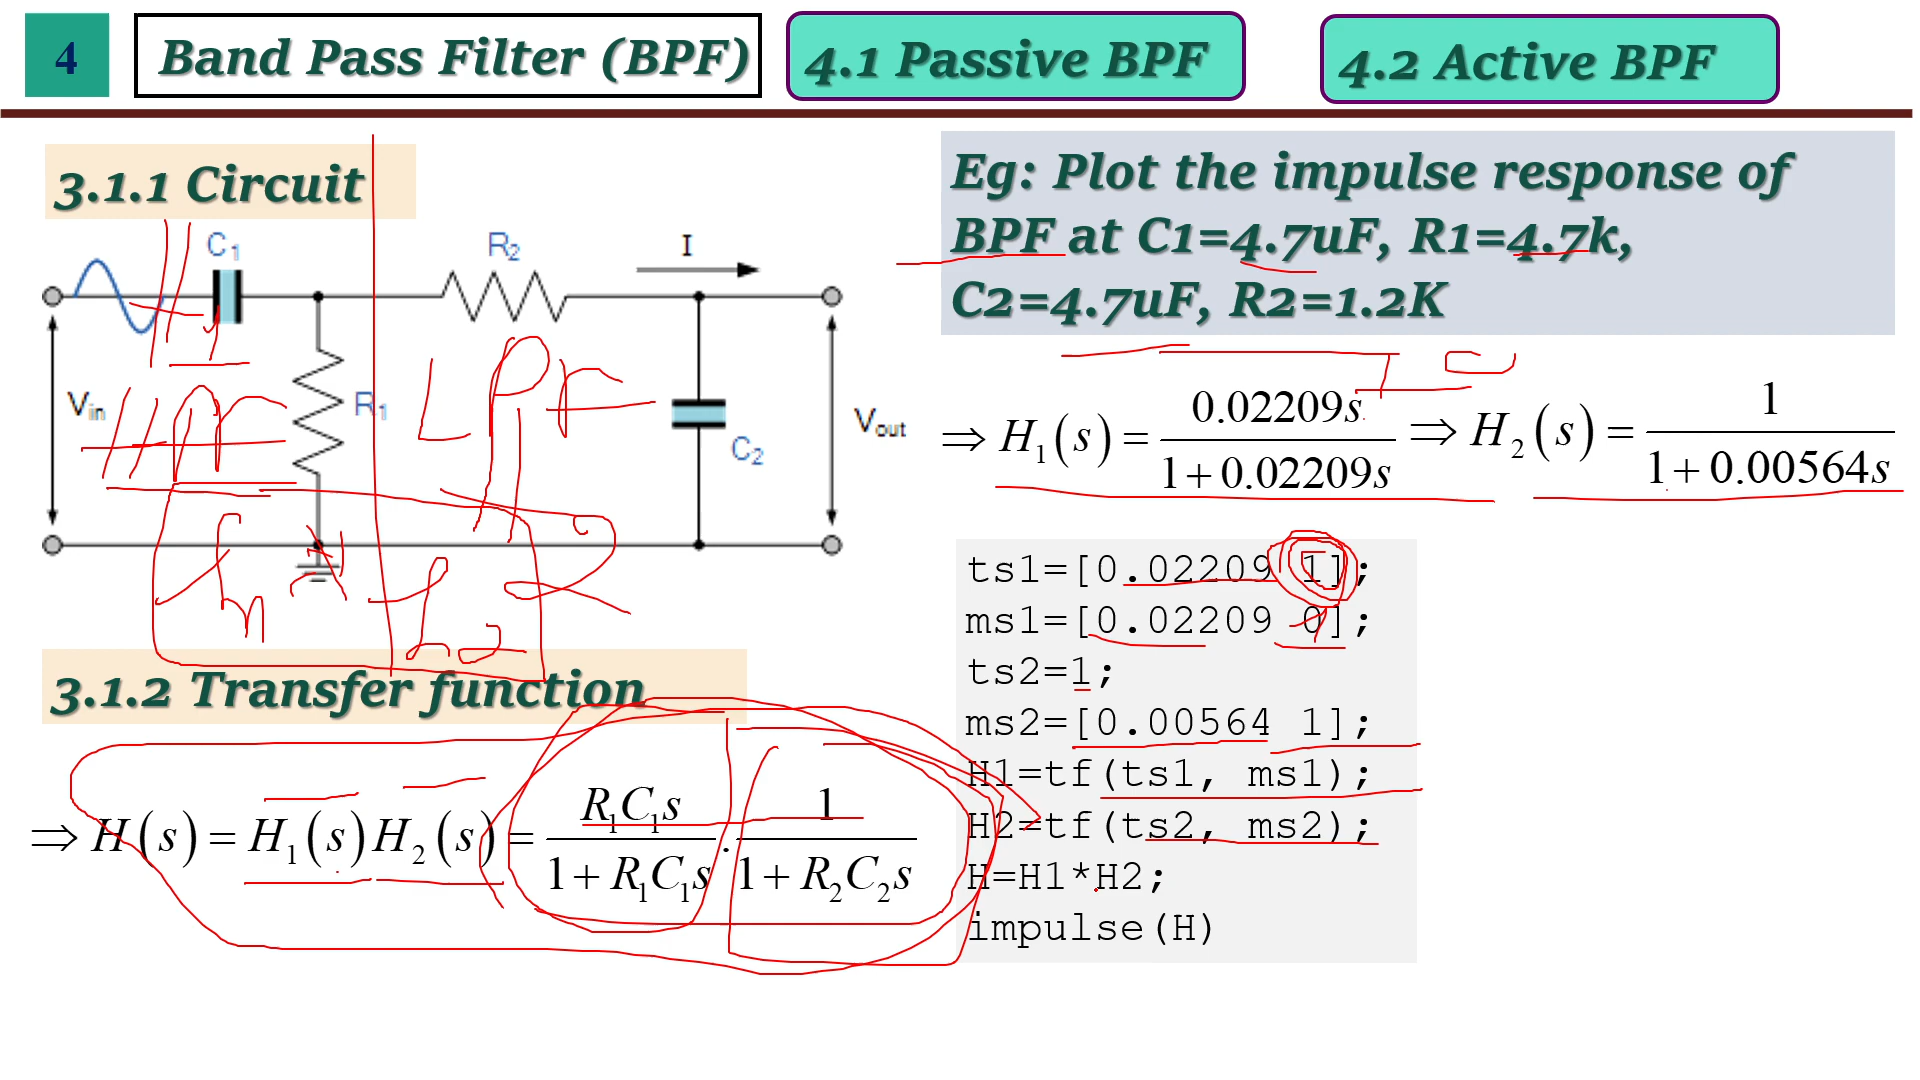 4
Band Pass Filter (BPF)
4.1 Passive BPF
4.2 Active BPF
3.1.1 Circuit
C1
R2
I
Vin
R1
C2
Vout
HPF
LPF
3.1.2 Transfer function
⇒ H(s) = H₁(s)H₂(s) = R₁C₁s / (1 + R₁C₁s) . 1 / (1 + R₂C₂s)
Eg: Plot the impulse response of
BPF at C1=4.7uF, R1=4.7k,
C2=4.7uF, R2=1.2K
⇒ H₁(s) = 0.02209s / (1 + 0.02209s) ⇒ H₂(s) = 1 / (1 + 0.00564s)
ts1=[0.02209 1];
ms1=[0.02209 0];
ts2=1;
ms2=[0.00564 1];
H1=tf(ts1, ms1);
H2=tf(ts2, ms2);
H=H1*H2;
impulse(H)